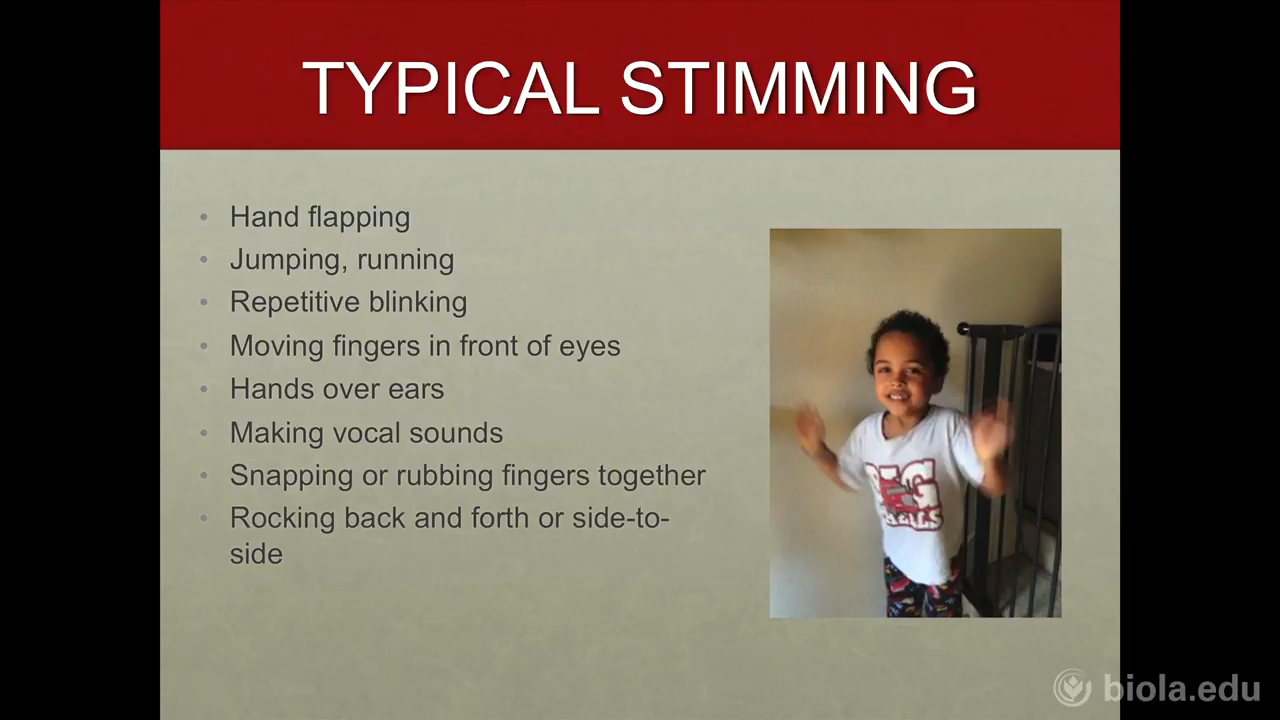 TYPICAL STIMMING
• Hand flapping
• Jumping, running
• Repetitive blinking
• Moving fingers in front of eyes
• Hands over ears
• Making vocal sounds
• Snapping or rubbing fingers together
• Rocking back and forth or side-to-
side
biola.edu